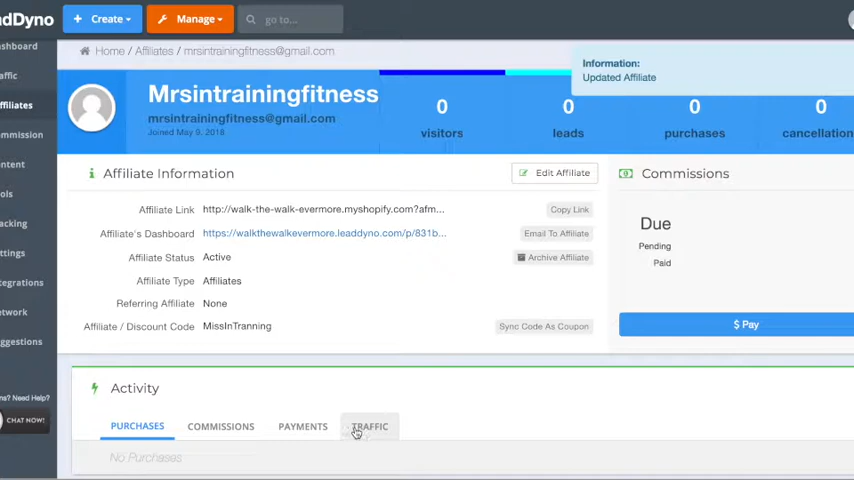 adDyno
+ Create
Manage
go to...
ashboard
Home / Affiliates / mrsintrainingfitness@gmail.com
Information:
Updated Affiliate
affic
ffiliates
ommission
ontent
ols
acking
ttings
tegrations
etwork
ggestions
ns? Need Help?
CHAT NOW!
Mrsintrainingfitness
mrsintrainingfitness@gmail.com
Joined May 9, 2018
0
visitors
0
leads
0
purchases
0
cancellation
Affiliate Information
Edit Affiliate
Affiliate Link http://walk-the-walk-evermore.myshopify.com?afm... Copy Link
Affiliate's Dashboard https://walkthewalkevermore.leaddyno.com/p/831b... Email To Affiliate
Affiliate Status Active Archive Affiliate
Affiliate Type Affiliates
Referring Affiliate None
Affiliate / Discount Code MissInTranning Sync Code As Coupon
Commissions
Due
Pending
Paid
$ Pay
Activity
PURCHASES COMMISSIONS PAYMENTS TRAFFIC
No Purchases